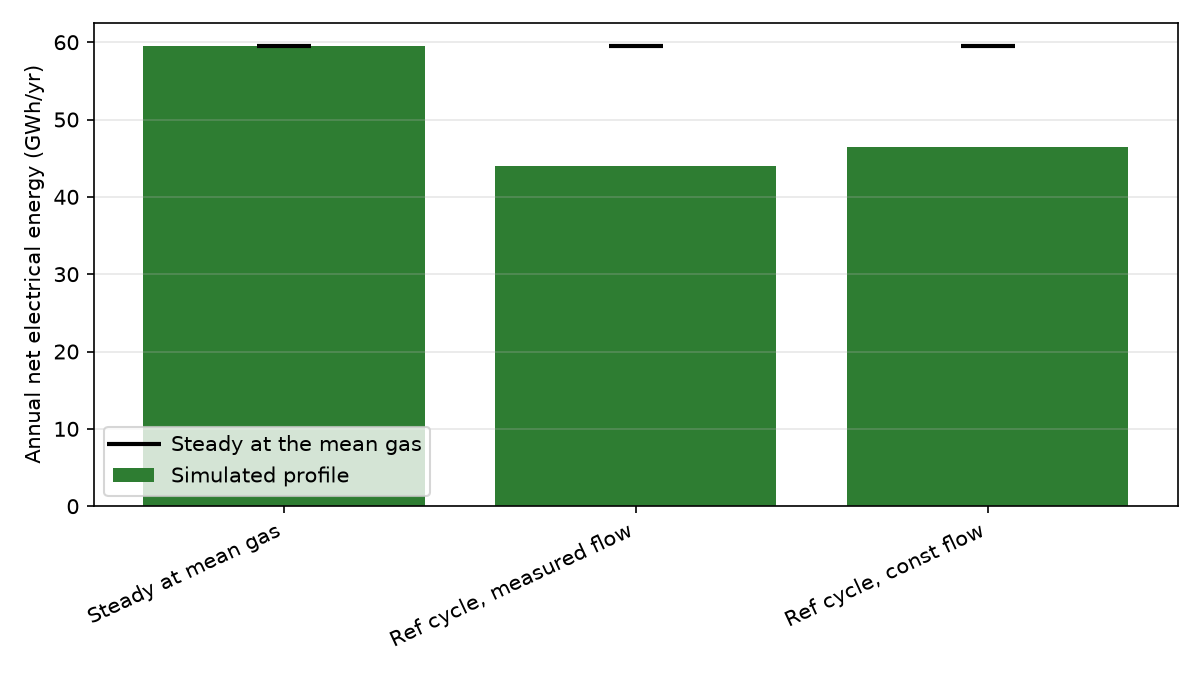 Annual net electrical energy (GWh/yr)
60
50
40
30
20
10
0
Steady at the mean gas
Simulated profile
Steady at mean gas
Ref cycle, measured flow
Ref cycle, const flow